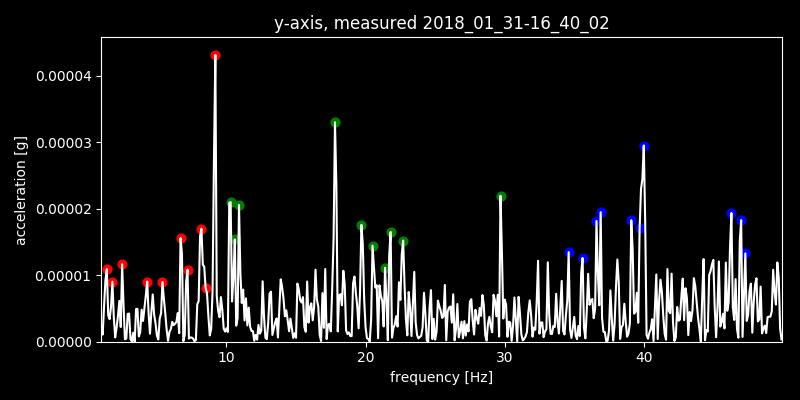 y-axis, measured 2018_01_31-16_40_02
0.00004
0.00003
0.00002
0.00001
0.00000
acceleration [g]
10 20 30 40
frequency [Hz]